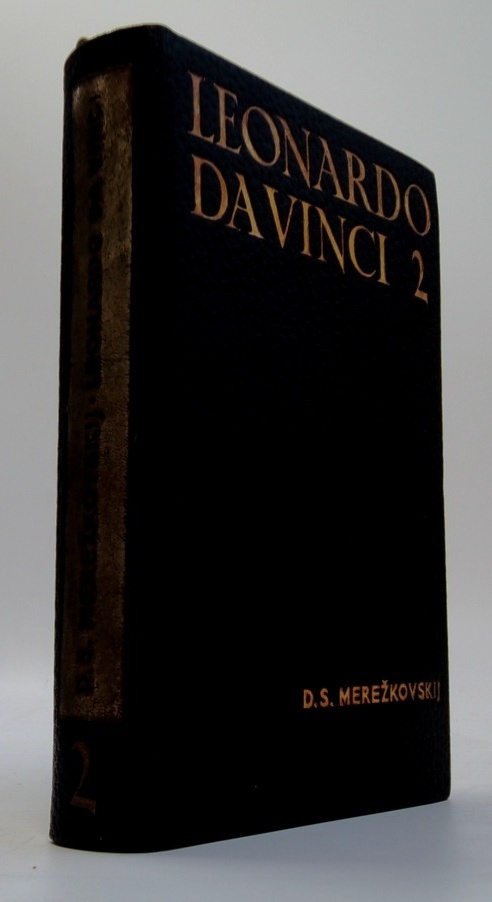 LEONARDO
DA VINCI 2
D.S. MEREŽKOVSKIJ
2